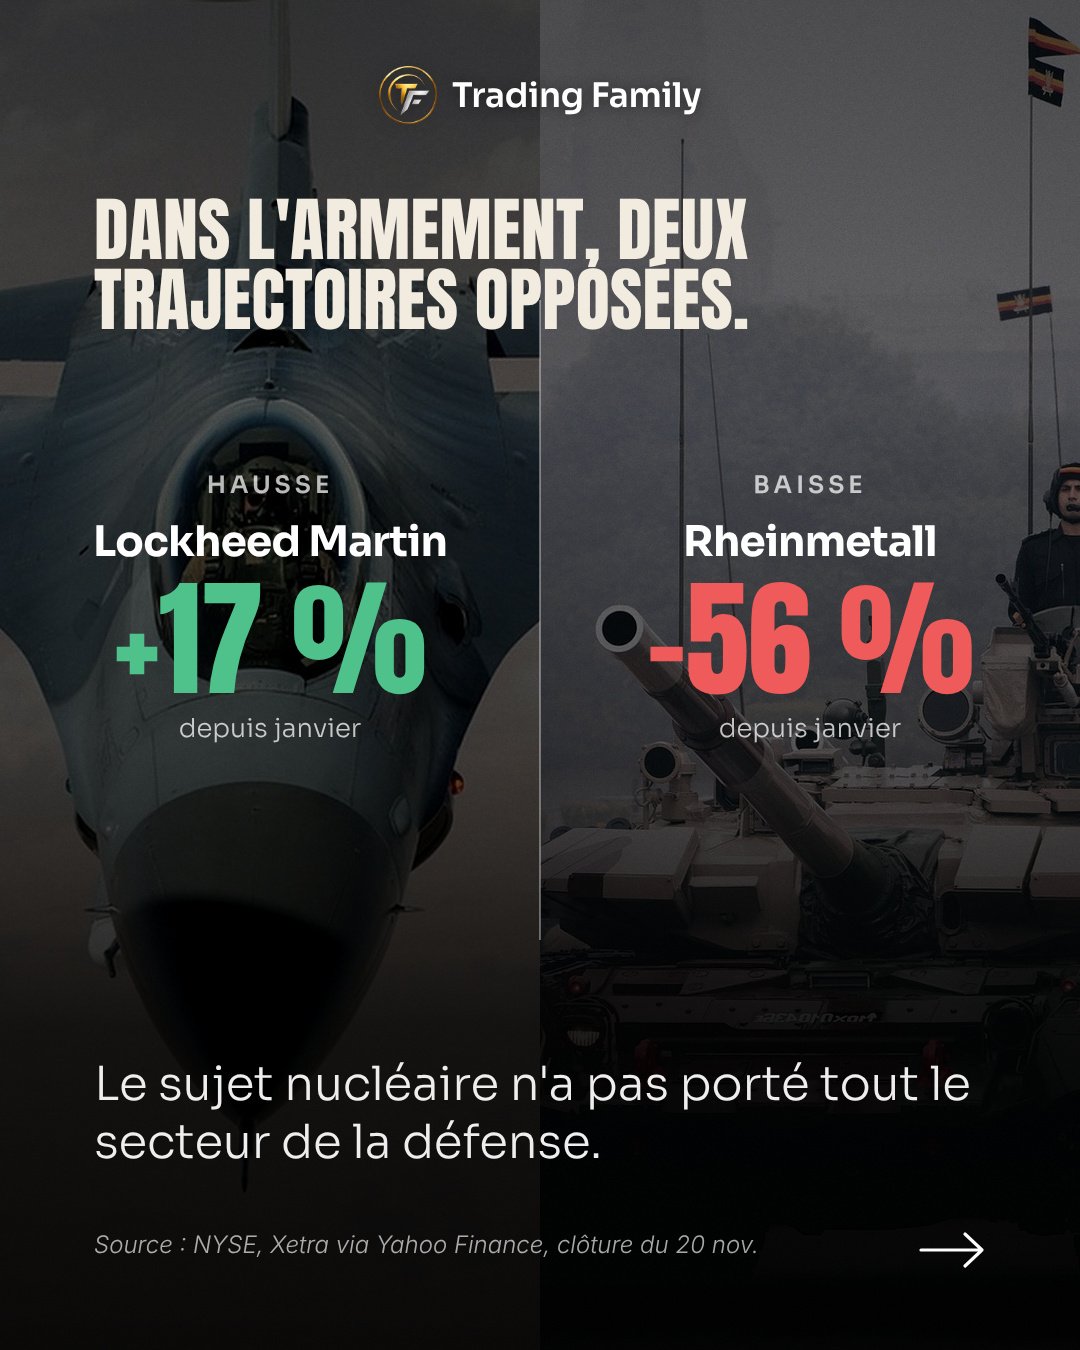 Trading Family
DANS L'ARMEMENT, DEUX
TRAJECTOIRES OPPOSÉES.
HAUSSE
Lockheed Martin
+17 %
depuis janvier
BAISSE
Rheinmetall
-56 %
depuis janvier
Le sujet nucléaire n'a pas porté tout le
secteur de la défense.
Source : NYSE, Xetra via Yahoo Finance, clôture du 20 nov.